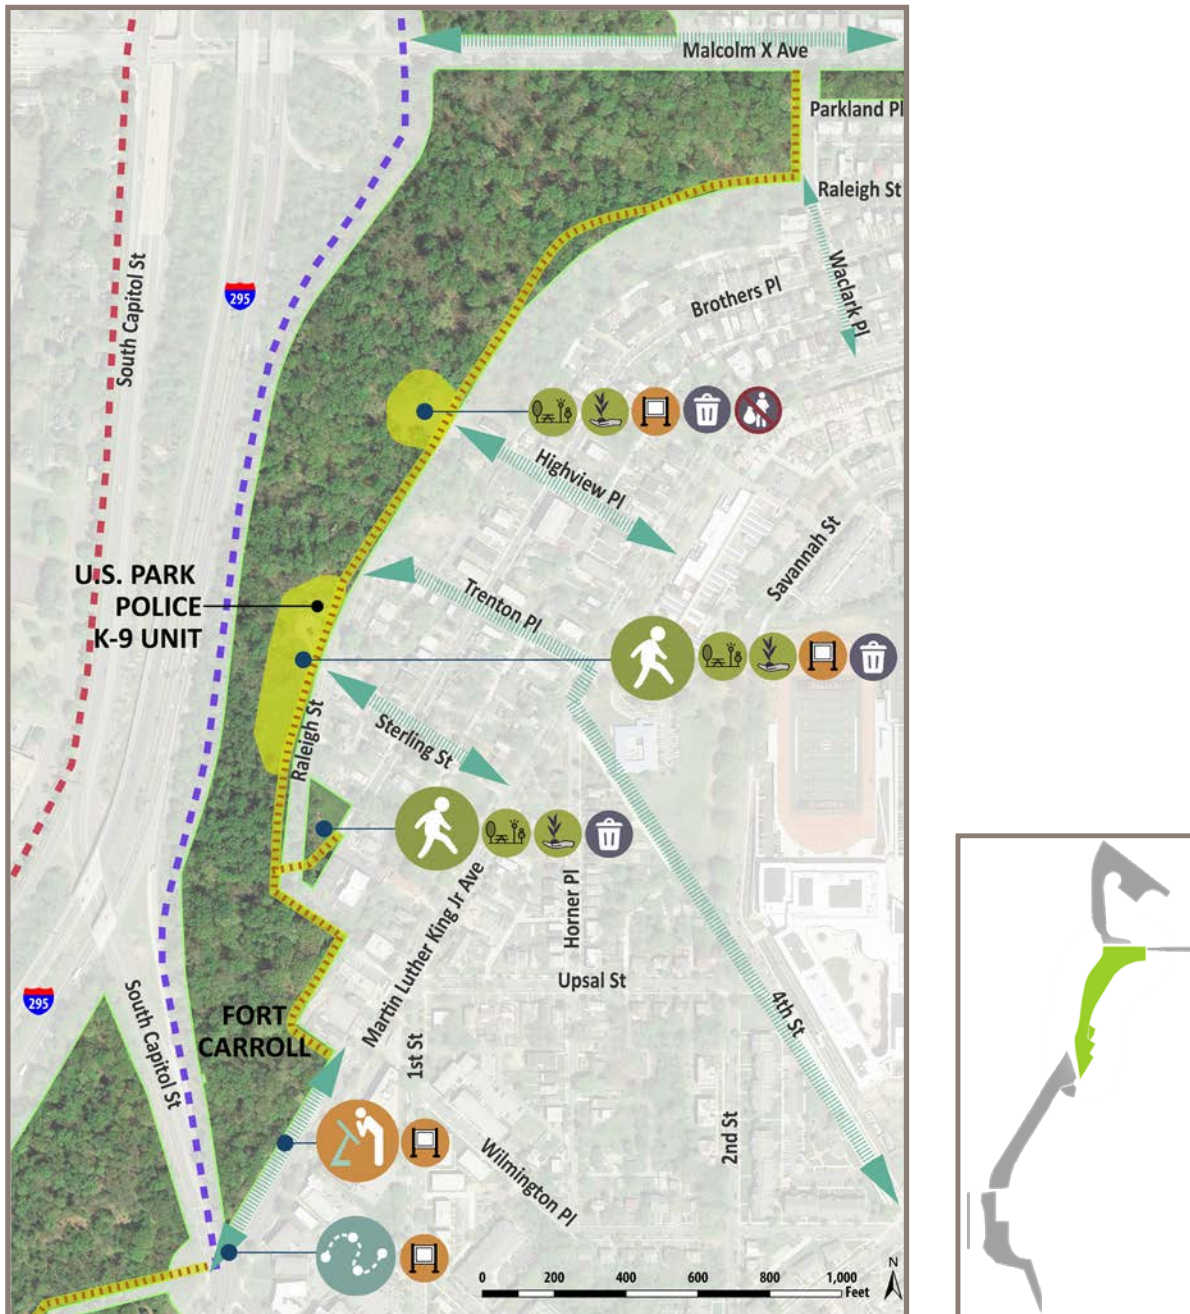 Malcolm X Ave
Parkland Pl
Raleigh St
South Capitol St
295
Waclark Pl
Brothers Pl
Highview Pl
Savannah St
U.S. PARK
POLICE
K-9 UNIT
Trenton Pl
Raleigh St
Sterling St
Martin Luther King Jr Ave
Horner Pl
Upsal St
295
South Capitol St
FORT
CARROLL
4th St
1st St
2nd St
Wilmington Pl
N
0 200 400 600 800 1,000
Feet